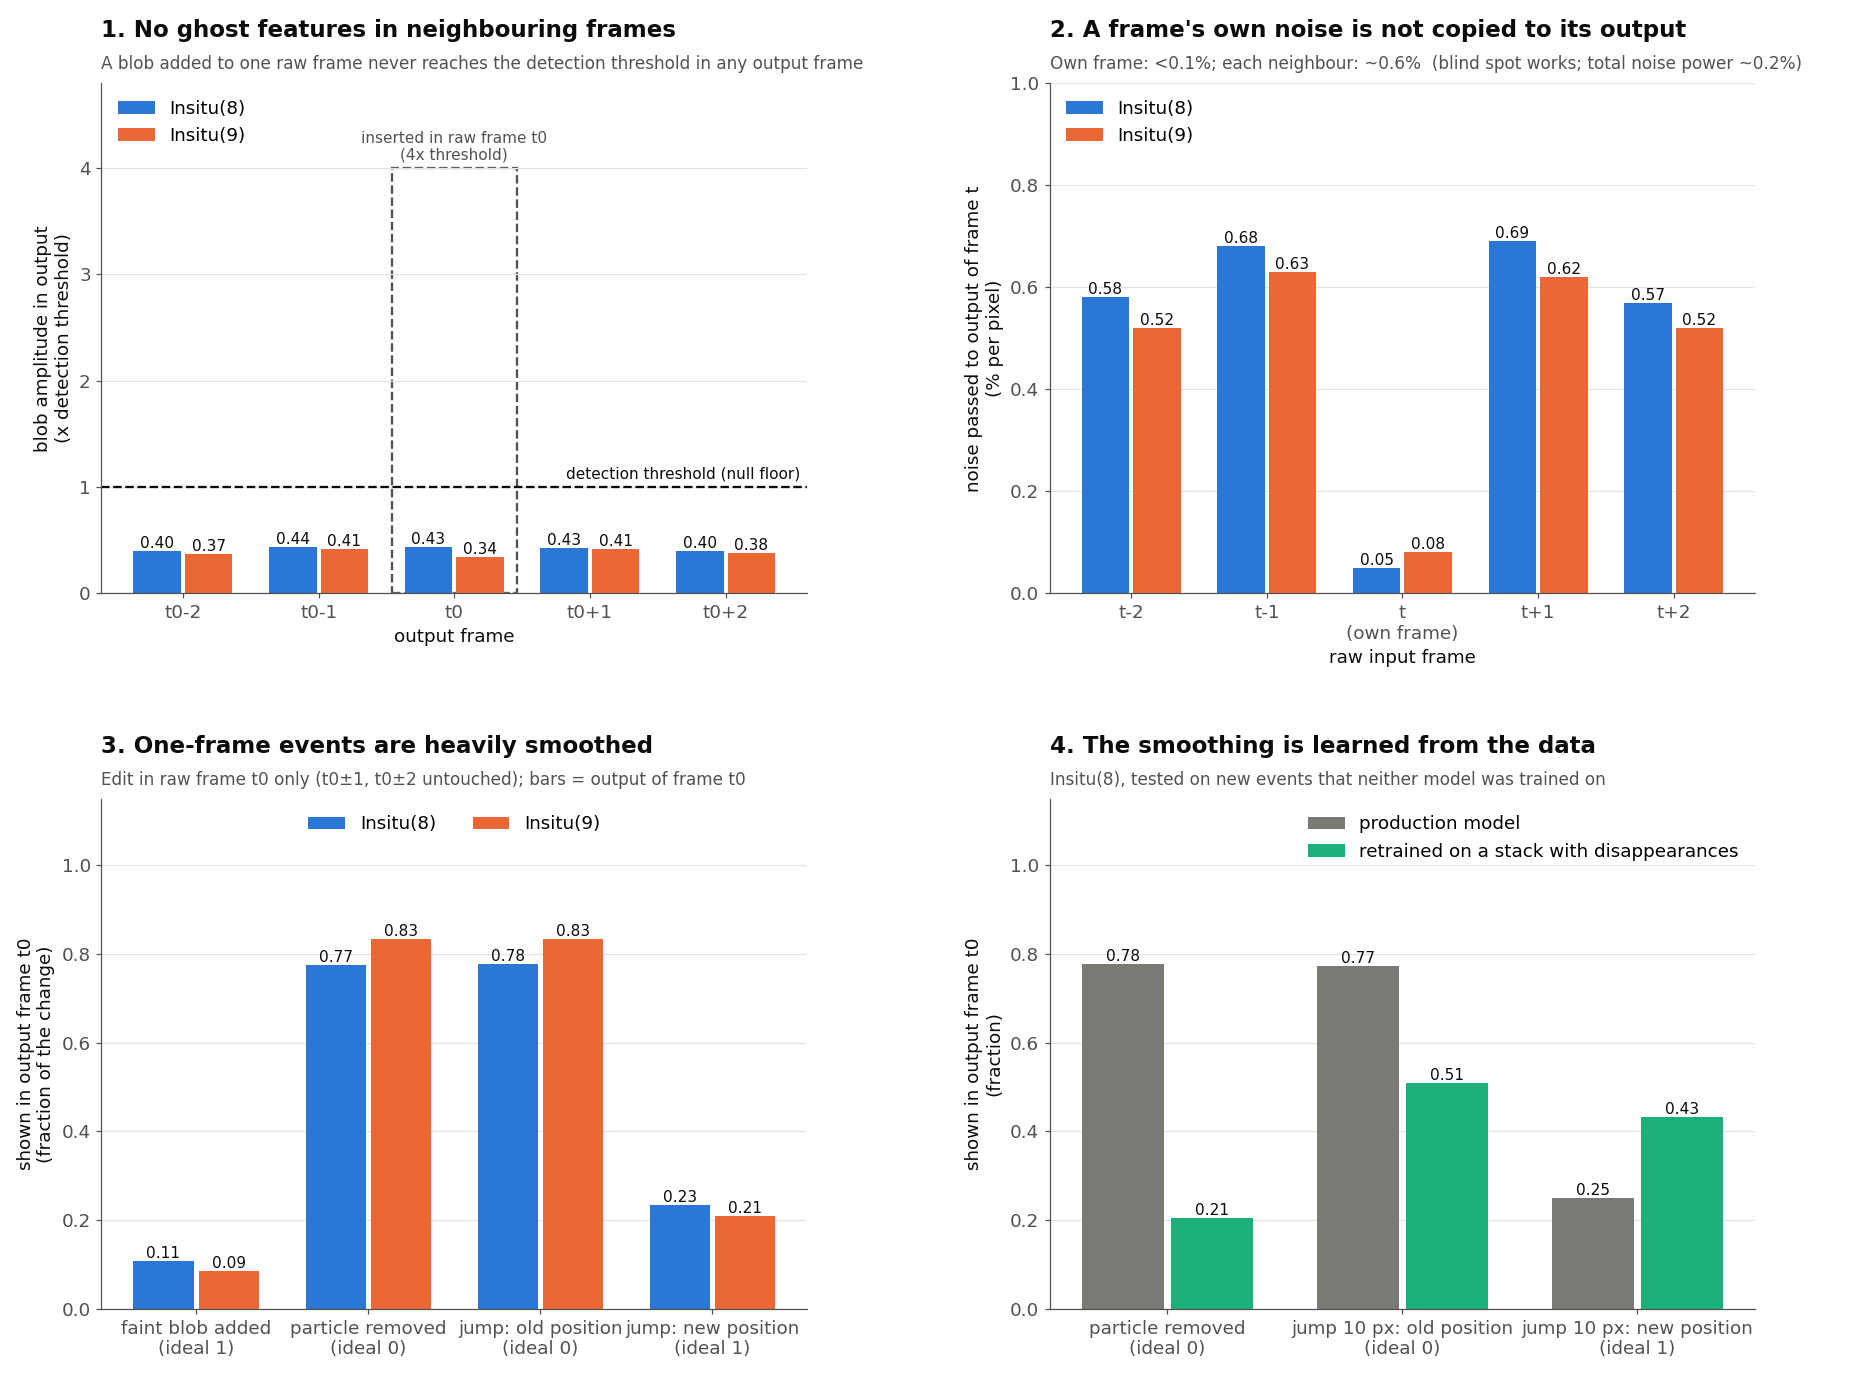 1. No ghost features in neighbouring frames
A blob added to one raw frame never reaches the detection threshold in any output frame
Insitu(8)
Insitu(9)
inserted in raw frame t0
(4x threshold)
detection threshold (null floor)
blob amplitude in output
(x detection threshold)
4
3
2
1
0
0.40 0.37 0.44 0.41 0.43 0.34 0.43 0.41 0.40 0.38
t0-2 t0-1 t0 t0+1 t0+2
output frame
2. A frame's own noise is not copied to its output
Own frame: <0.1%; each neighbour: ~0.6%  (blind spot works; total noise power ~0.2%)
Insitu(8)
Insitu(9)
noise passed to output of frame t
(% per pixel)
1.0
0.8
0.6
0.4
0.2
0.0
0.58 0.52 0.68 0.63 0.05 0.08 0.69 0.62 0.57 0.52
t-2 t-1 t t+1 t+2
(own frame)
raw input frame
3. One-frame events are heavily smoothed
Edit in raw frame t0 only (t0±1, t0±2 untouched); bars = output of frame t0
Insitu(8) Insitu(9)
shown in output frame t0
(fraction of the change)
1.0
0.8
0.6
0.4
0.2
0.0
0.11 0.09 0.77 0.83 0.78 0.83 0.23 0.21
faint blob added particle removed jump: old position jump: new position
(ideal 1) (ideal 0) (ideal 0) (ideal 1)
4. The smoothing is learned from the data
Insitu(8), tested on new events that neither model was trained on
production model
retrained on a stack with disappearances
shown in output frame t0
(fraction)
1.0
0.8
0.6
0.4
0.2
0.0
0.78 0.21 0.77 0.51 0.25 0.43
particle removed jump 10 px: old position jump 10 px: new position
(ideal 0) (ideal 0) (ideal 1)